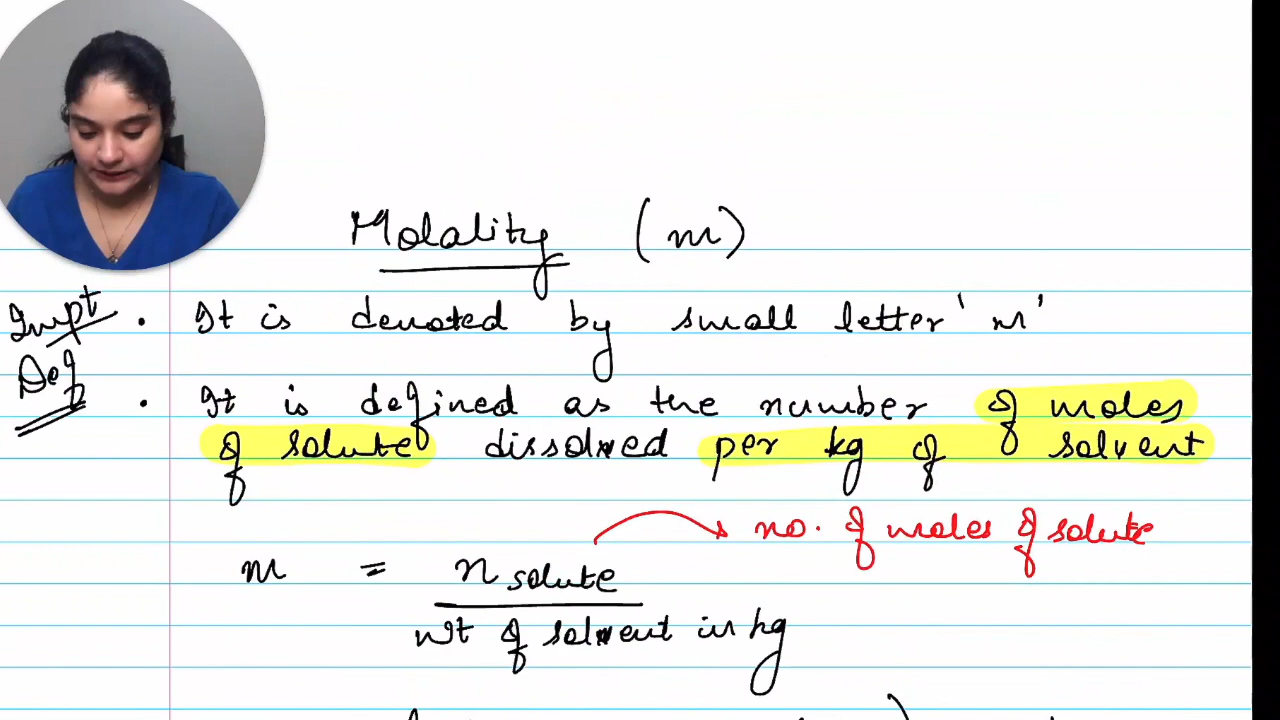 Molality (m)
Impt
Def
. It is denoted by small letter 'm'
. It is defined as the number of moles
of solute dissolved per kg of solvent
no. of moles of solute
m = n solute
wt of solvent in kg